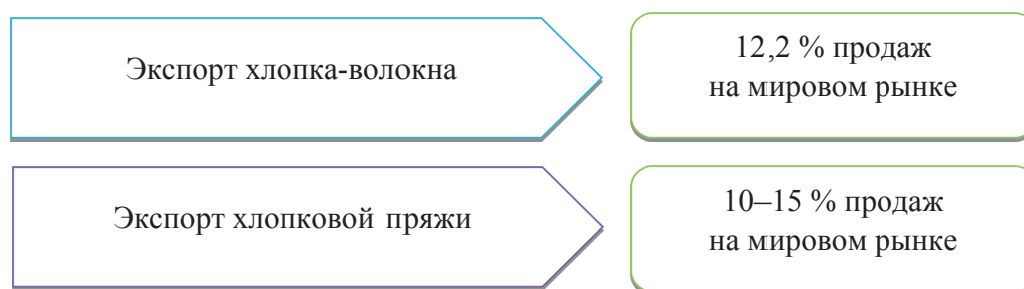 Экспорт хлопка-волокна
12,2 % продаж
на мировом рынке
Экспорт хлопковой пряжи
10–15 % продаж
на мировом рынке